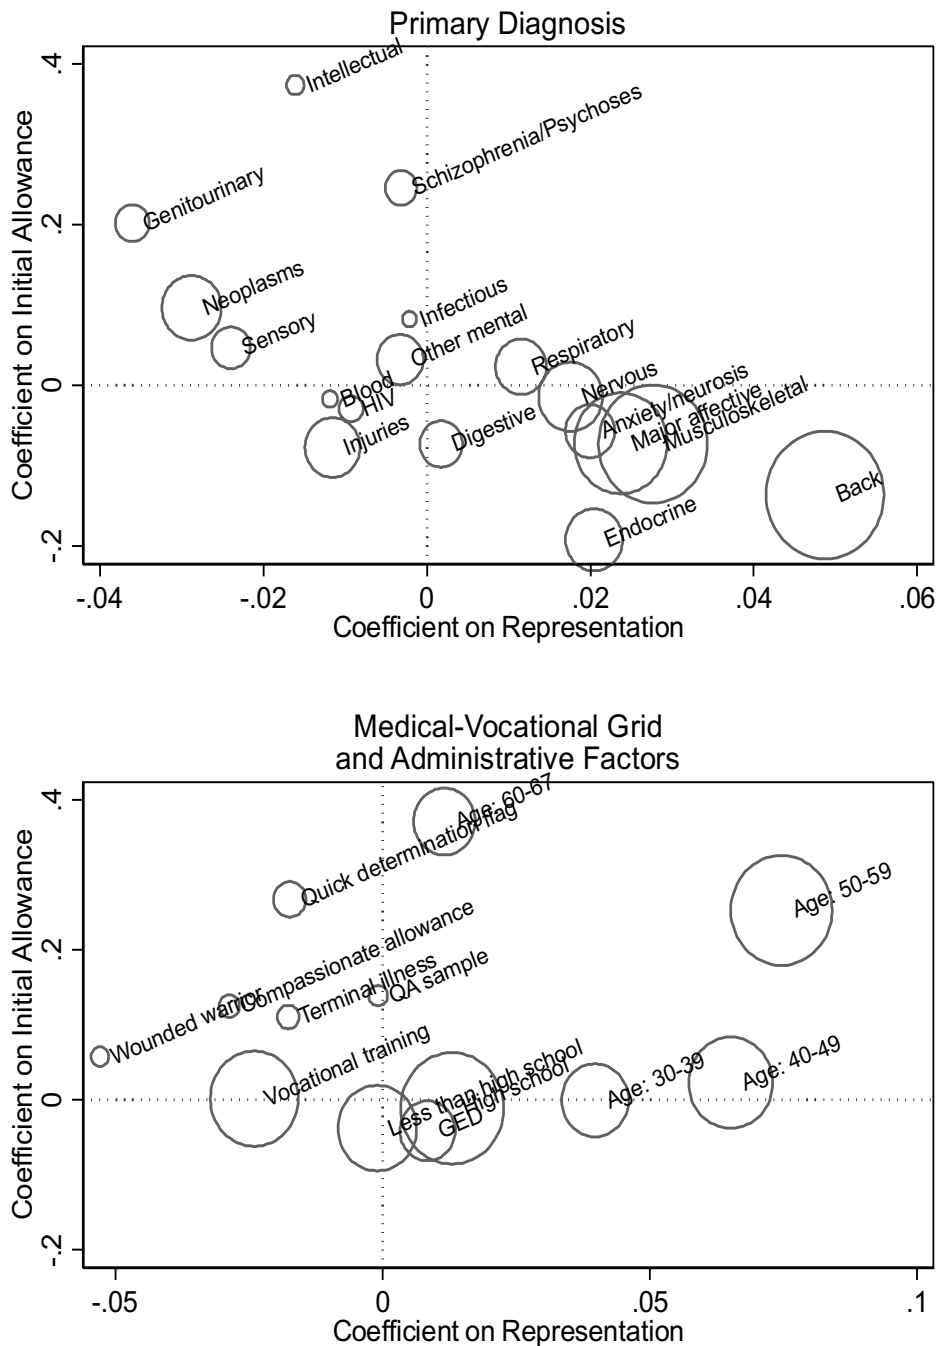 Primary Diagnosis
Coefficient on Initial Allowance
.4
.2
0
-.2
Intellectual
Schizophrenia/Psychoses
Genitourinary
Neoplasms
Sensory
Infectious
Other mental
Respiratory
Blood
HIV
Injuries
Digestive
Nervous
Anxiety/neurosis
Major affective
Musculoskeletal
Back
Endocrine
-.04
-.02
0
.02
.04
.06
Coefficient on Representation
Medical-Vocational Grid
and Administrative Factors
Coefficient on Initial Allowance
.4
.2
0
-.2
Age: 60-67
Quick determination flag
Age: 50-59
Compassionate allowance
Wounded warrior
Terminal illness
QA sample
Vocational training
Less than high school
High school
GED
Age: 30-39
Age: 40-49
-.05
0
.05
.1
Coefficient on Representation